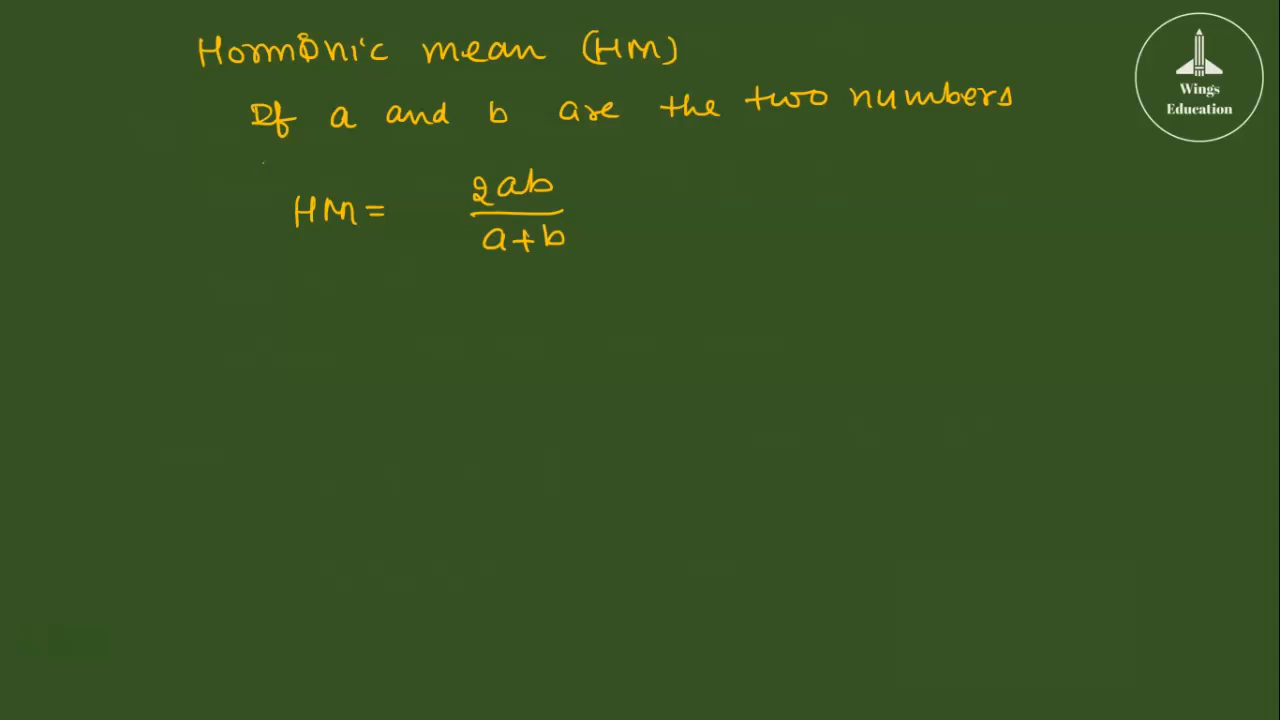 Hormonic mean (HM)
If a and b are the two numbers
HM = 2ab / a+b
Wings
Education